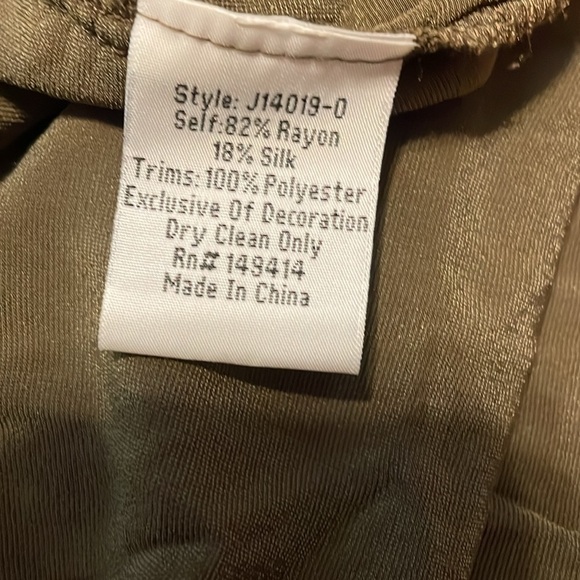 Style: J14019-0
Self:82% Rayon
18% Silk
Trims:100% Polyester
Exclusive Of Decoration
Dry Clean Only
Rn# 149414
Made In China